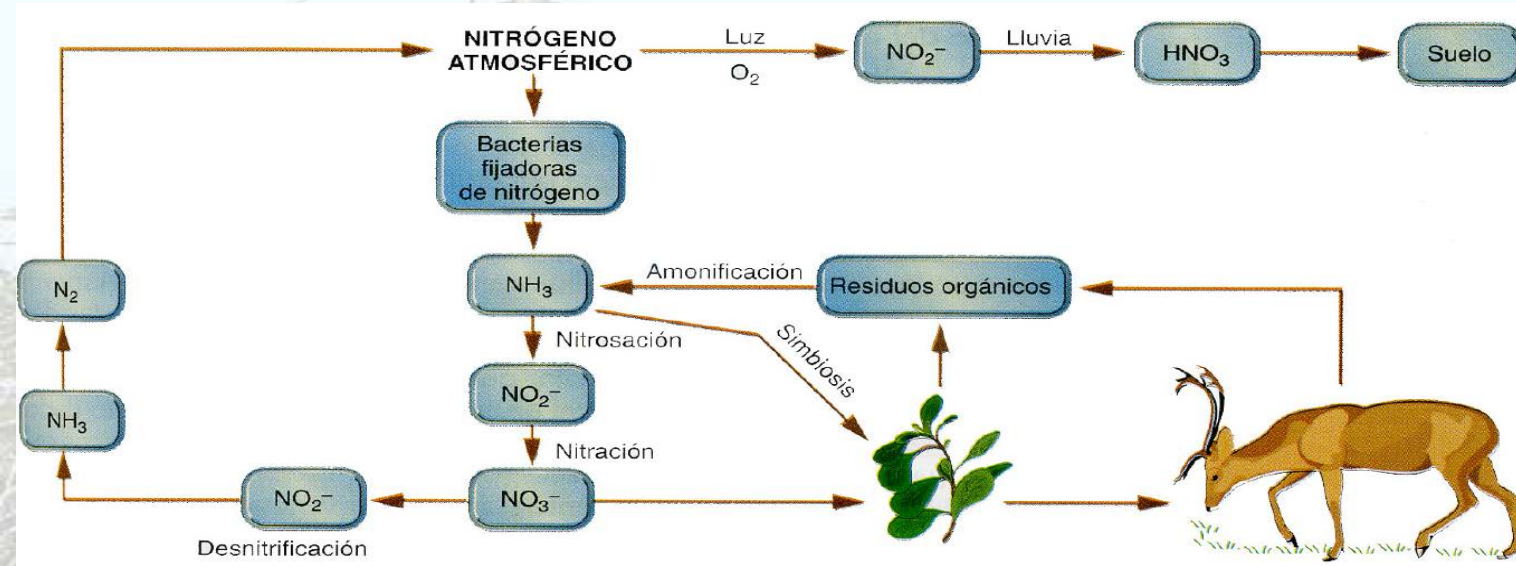 NITRÓGENO
ATMOSFÉRICO
Luz
O₂
NO₂⁻
Lluvia
HNO₃
Suelo
Bacterias
fijadoras
de nitrógeno
N₂
NH₃
Amonificación
Residuos orgánicos
Nitrosación
Simbiosis
NH₃
NO₂⁻
Nitración
NO₂⁻
NO₃⁻
Desnitrificación